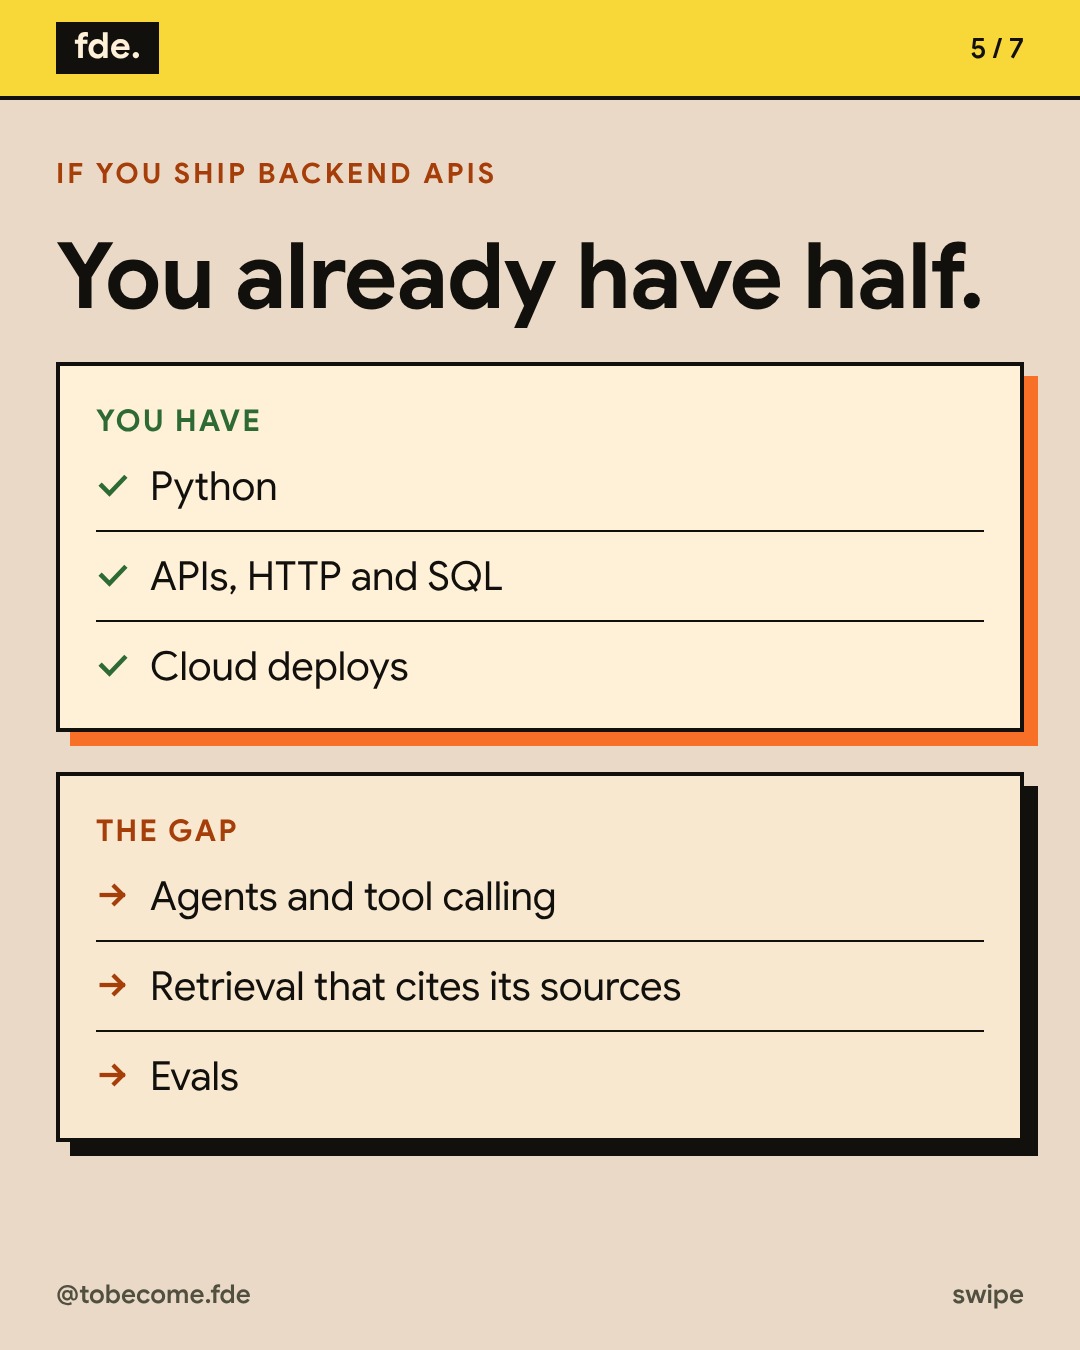 fde.
5 / 7
IF YOU SHIP BACKEND APIS
You already have half.
YOU HAVE
Python
APIs, HTTP and SQL
Cloud deploys
THE GAP
Agents and tool calling
Retrieval that cites its sources
Evals
@tobecome.fde
swipe